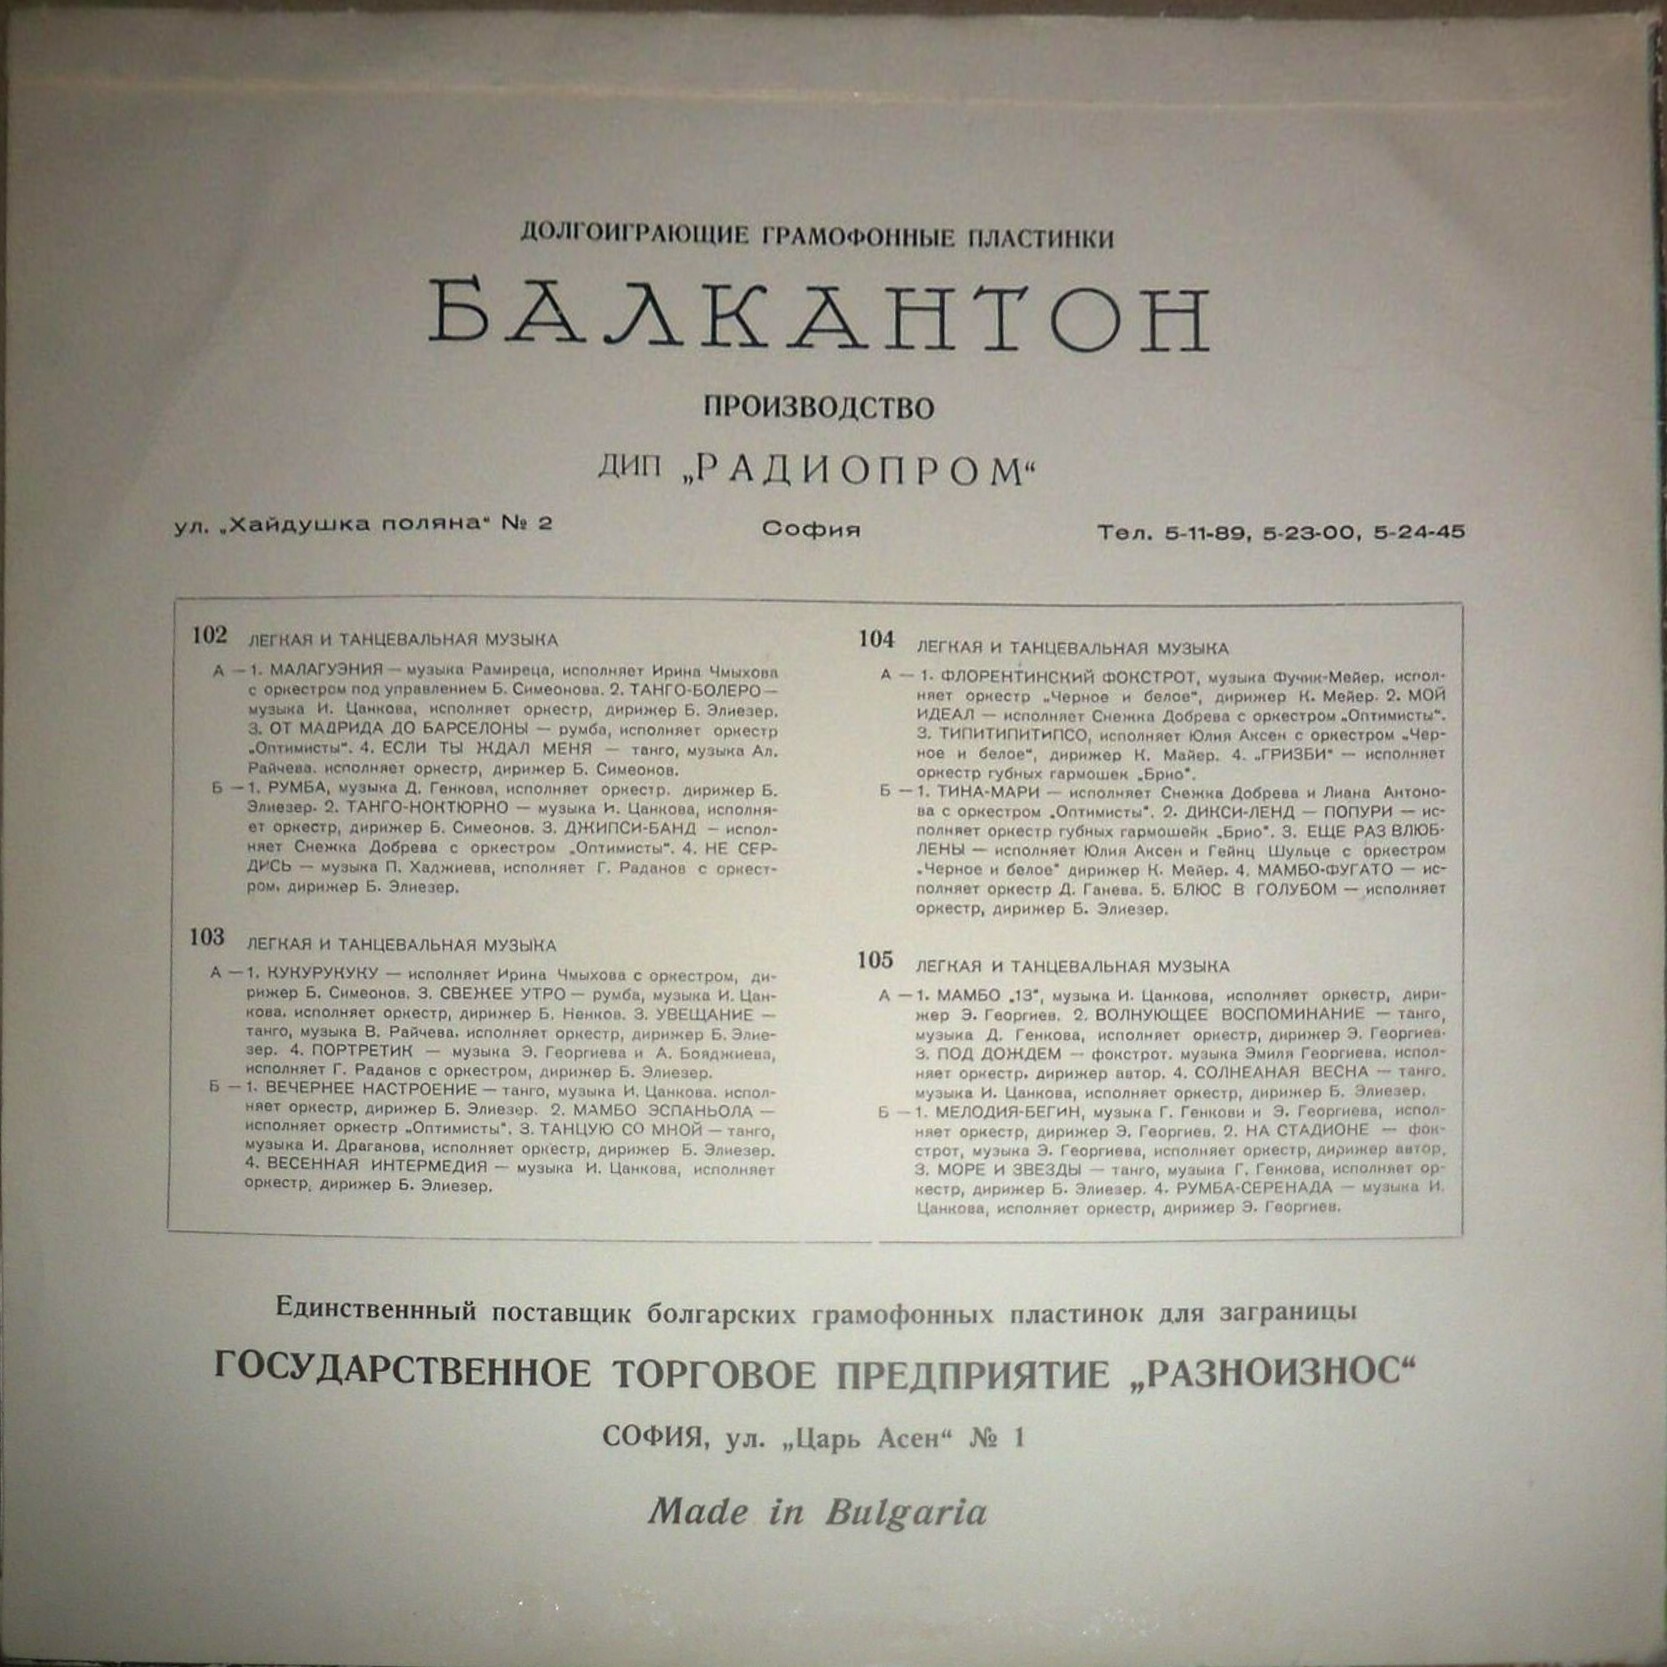 ДОЛГОИГРАЮЩИЕ ГРАМОФОННЫЕ ПЛАСТИНКИ
БАЛКАНТОН
ПРОИЗВОДСТВО
ДИП „РАДИОПРОМ“
ул. „Хайдушка поляна“ № 2 София Тел. 5-11-89, 5-23-00, 5-24-45
102 ЛЕГКАЯ И ТАНЦЕВАЛЬНАЯ МУЗЫКА
А — 1. МАЛАГУЭНИЯ — музыка Рамиреца, исполняет Ирина Чмыхова
с оркестром под управлением Б. Симеонова. 2. ТАНГО-БОЛЕРО —
музыка И. Цанкова, исполняет оркестр, дирижер Б. Элиезер.
3. ОТ МАДРИДА ДО БАРСЕЛОНЫ — румба, исполняет оркестр
„Оптимисты“. 4. ЕСЛИ ТЫ ЖДАЛ МЕНЯ — танго, музыка Ал.
Райчева. исполняет оркестр, дирижер Б. Симеонов.
Б — 1. РУМБА, музыка Д. Генкова, исполняет оркестр. дирижер Б.
Элиезер. 2. ТАНГО-НОКТЮРНО — музыка И. Цанкова, исполня-
ет оркестр, дирижер Б. Симеонов. 3. ДЖИПСИ-БАНД — испол-
няет Снежка Добрева с оркестром „Оптимисты“. 4. НЕ СЕР-
ДИСЬ — музыка П. Хаджиева, исполняет Г. Раданов с оркест-
ром, дирижер Б. Элиезер.
103 ЛЕГКАЯ И ТАНЦЕВАЛЬНАЯ МУЗЫКА
А — 1. КУКУРУКУКУ — исполняет Ирина Чмыхова с оркестром, ди-
рижер Б. Симеонов. 3. СВЕЖЕЕ УТРО — румба, музыка И. Цан-
кова. исполняет оркестр, дирижер Б. Ненков. 3. УВЕЩАНИЕ —
танго, музыка В. Райчева. исполняет оркестр, дирижер Б. Элие-
зер. 4. ПОРТРЕТИК — музыка Э. Георгиева и А. Бояджиева,
исполняет Г. Раданов с оркестром, дирижер Б. Элиезер.
Б — 1. ВЕЧЕРНЕЕ НАСТРОЕНИЕ — танго, музыка И. Цанкова. испол-
няет оркестр, дирижер Б. Элиезер. 2. МАМБО ЭСПАНЬОЛА —
исполняет оркестр „Оптимисты“. 3. ТАНЦУЮ СО МНОЙ — танго,
музыка И. Драганова, исполняет оркестр, дирижер Б. Элиезер.
4. ВЕСЕННАЯ ИНТЕРМЕДИЯ — музыка И. Цанкова, исполняет
оркестр, дирижер Б. Элиезер.
104 ЛЕГКАЯ И ТАНЦЕВАЛЬНАЯ МУЗЫКА
А — 1. ФЛОРЕНТИНСКИЙ ФОКСТРОТ, музыка Фучик-Мейер. испол-
няет оркестр „Черное и белое“, дирижер К. Мейер. 2. МОЙ
ИДЕАЛ — исполняет Снежка Добрева с оркестром „Оптимисты“.
3. ТИПИТИПИТИПСО, исполняет Юлия Аксен с оркестром „Чер-
ное и белое“, дирижер К. Майер. 4. „ГРИЗБИ“ — исполняет
оркестр губных гармошек „Брио“.
Б — 1. ТИНА-МАРИ — исполняет Снежка Добрева и Лиана Антоно-
ва с оркестром „Оптимисты“. 2. ДИКСИ-ЛЕНД — ПОПУРИ — ис-
полняет оркестр губных гармошейк „Брио“. 3. ЕЩЕ РАЗ ВЛЮБ-
ЛЕНЫ — исполняет Юлия Аксен и Гейнц Шульце с оркестром
„Черное и белое“ дирижер К. Мейер. 4. МАМБО-ФУГАТО — ис-
полняет оркестр Д. Ганева. 5. БЛЮС В ГОЛУБОМ — исполняет
оркестр, дирижер Б. Элиезер.
105 ЛЕГКАЯ И ТАНЦЕВАЛЬНАЯ МУЗЫКА
А — 1. МАМБО „13“, музыка И. Цанкова, исполняет оркестр, дири-
жер Э. Георгиев. 2. ВОЛНУЮЩЕЕ ВОСПОМИНАНИЕ — танго,
музыка Д. Генкова, исполняет оркестр, дирижер Э. Георгиев.
3. ПОД ДОЖДЕМ — фокстрот. музыка Эмиля Георгиева. испол-
няет оркестр. дирижер автор. 4. СОЛНЕАНАЯ ВЕСНА — танго.
музыка И. Цанкова, исполняет оркестр, дирижер Б. Элиезер.
Б — 1. МЕЛОДИЯ-БЕГИН, музыка Г. Генкови и Э. Георгиева, испол-
няет оркестр, дирижер Э. Георгиев. 2. НА СТАДИОНЕ — фок-
строт, музыка Э. Георгиева, исполняет оркестр, дирижер автор.
3. МОРЕ И ЗВЕЗДЫ — танго, музыка Г. Генкова, исполняет ор-
кестр, дирижер Б. Элиезер. 4. РУМБА-СЕРЕНАДА — музыка И.
Цанкова, исполняет оркестр, дирижер Э. Георгиев.
Единственнный поставщик болгарских грамофонных пластинок для заграницы
ГОСУДАРСТВЕННОЕ ТОРГОВОЕ ПРЕДПРИЯТИЕ „РАЗНОИЗНОС“
СОФИЯ, ул. „Царь Асен“ № 1
Made in Bulgaria